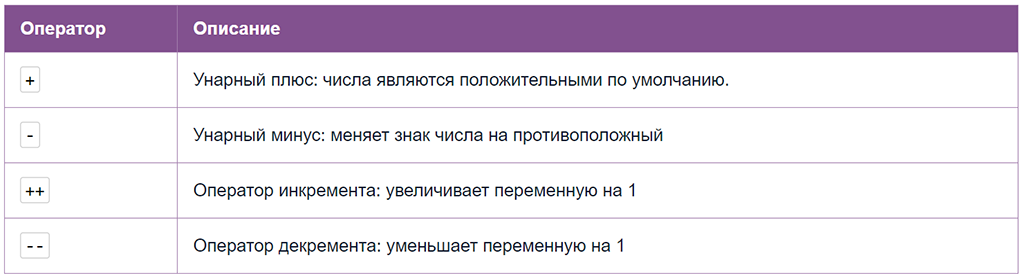 Оператор Описание
+ Унарный плюс: числа являются положительными по умолчанию.
- Унарный минус: меняет знак числа на противоположный
++ Оператор инкремента: увеличивает переменную на 1
-- Оператор декремента: уменьшает переменную на 1